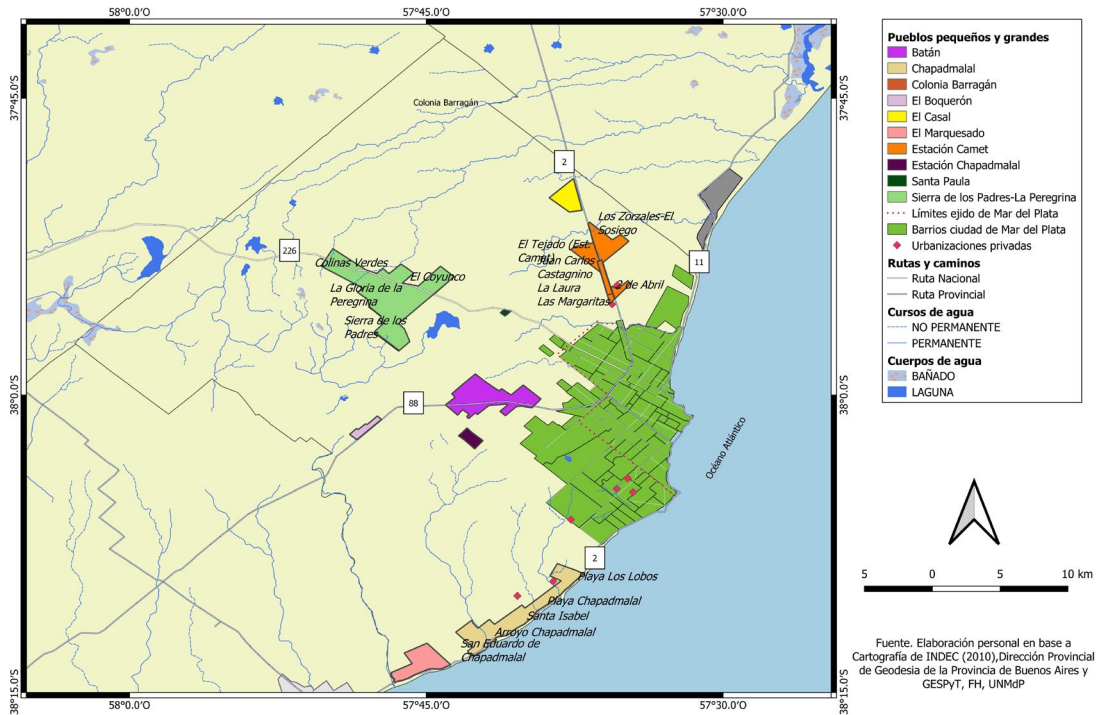 58°0.0'O
57°45.0'O
57°30.0'O
37°45.0'S
37°45.0'S
38°0.0'S
38°0.0'S
38°15.0'S
38°15.0'S
58°0.0'O
57°45.0'O
57°30.0'O
Colonia Barragán
2
Los Zorzales-El
Sosiego
El Tejado (Est.
Camet)
Juan Carlos
Castagnino
La Laura
Las Margaritas
de Abril
11
226
Colinas Verdes
El Coyunco
La Gloria de la
Peregrina
Sierra de los
Padres
88
Océano Atlántico
2
Playa Los Lobos
Playa Chapadmalal
Santa Isabel
Arroyo Chapadmalal
San Eduardo de
Chapadmalal
Pueblos pequeños y grandes
Batán
Chapadmalal
Colonia Barragán
El Boquerón
El Casal
El Marquesado
Estación Camet
Estación Chapadmalal
Santa Paula
Sierra de los Padres-La Peregrina
Límites ejido de Mar del Plata
Barrios ciudad de Mar del Plata
Urbanizaciones privadas
Rutas y caminos
Ruta Nacional
Ruta Provincial
Cursos de agua
NO PERMANENTE
PERMANENTE
Cuerpos de agua
BAÑADO
LAGUNA
5
0
5
10 km
Fuente. Elaboración personal en base a
Cartografía de INDEC (2010),Dirección Provincial
de Geodesia de la Provincia de Buenos Aires y
GESPyT, FH, UNMdP